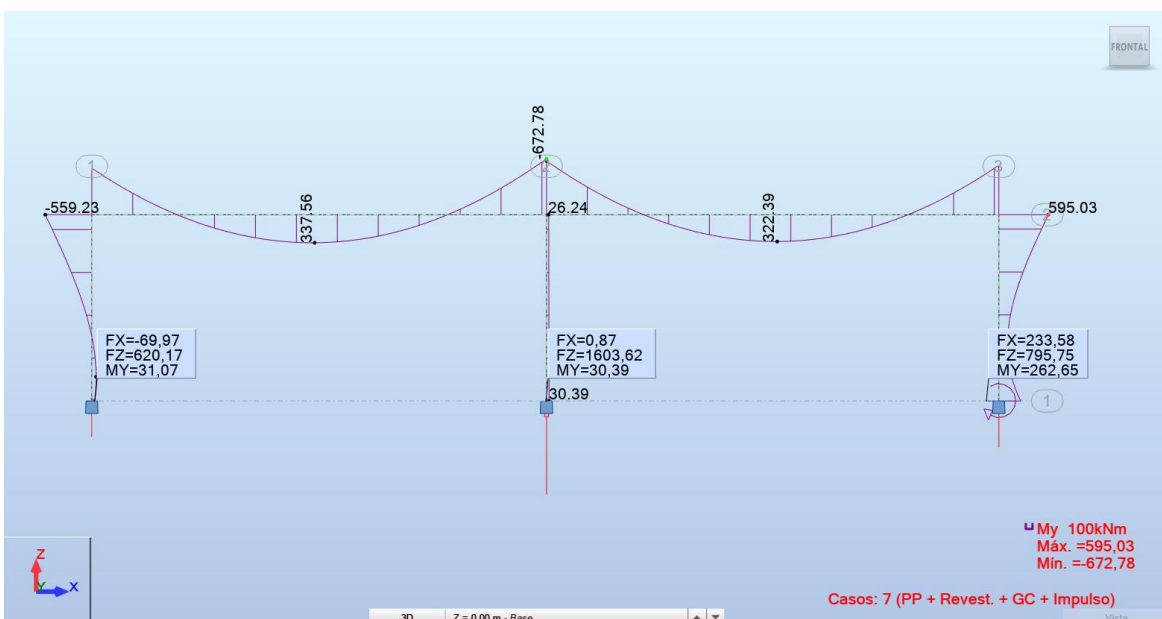 FRONTAL
-672.78
1
2
3
-559.23
337.56
26.24
322.39
2
595.03
FX=-69,97
FZ=620,17
MY=31,07
FX=0,87
FZ=1603,62
MY=30,39
FX=233,58
FZ=795,75
MY=262,65
30.39
1
My 100kNm
Máx. =595,03
Mín. =-672,78
Z
Y
X
Casos: 7 (PP + Revest. + GC + Impulso)
3D
Z = 0.00 m - Base
Vista